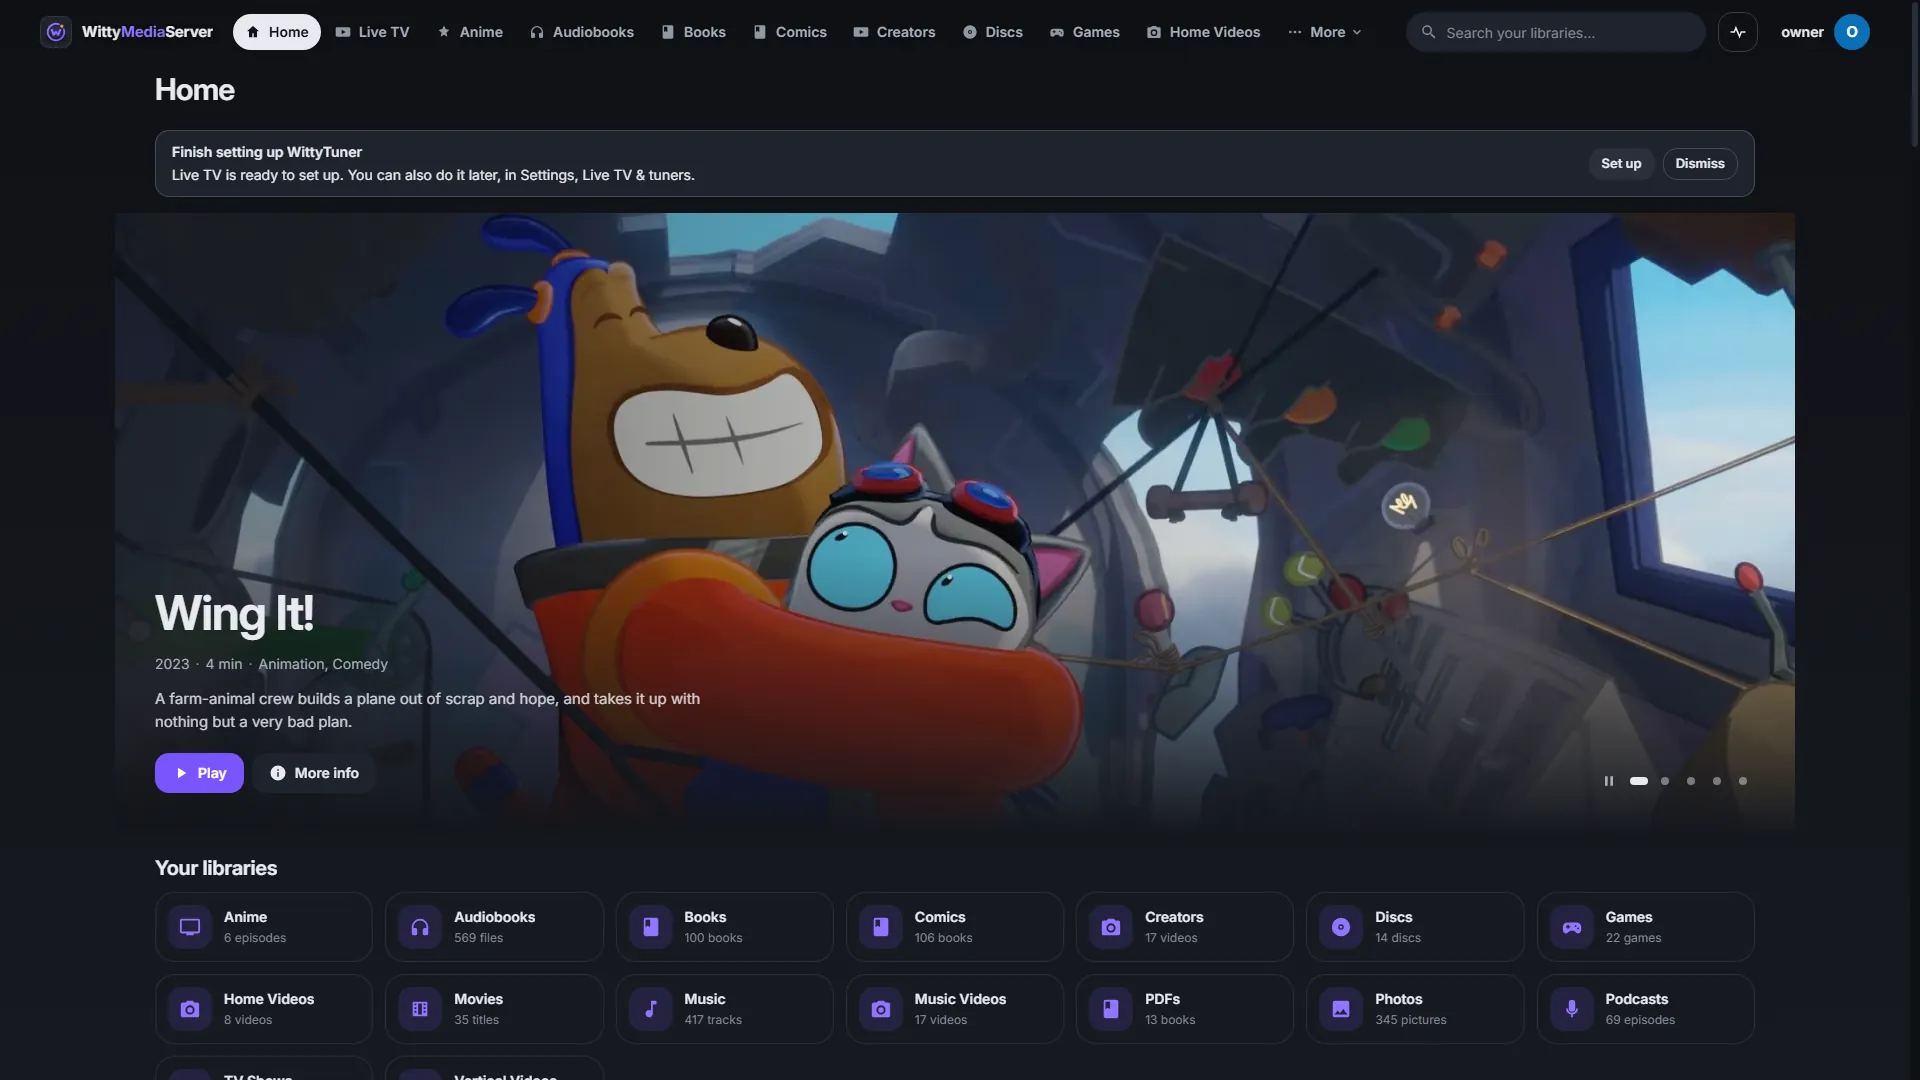 WittyMediaServer
Home
Live TV
Anime
Audiobooks
Books
Comics
Creators
Discs
Games
Home Videos
More
Search your libraries...
owner
O
Home
Finish setting up WittyTuner
Live TV is ready to set up. You can also do it later, in Settings, Live TV & tuners.
Set up
Dismiss
Wing It!
2023 · 4 min · Animation, Comedy
A farm-animal crew builds a plane out of scrap and hope, and takes it up with
nothing but a very bad plan.
Play
More info
Your libraries
Anime
6 episodes
Audiobooks
569 files
Books
100 books
Comics
106 books
Creators
17 videos
Discs
14 discs
Games
22 games
Home Videos
8 videos
Movies
35 titles
Music
417 tracks
Music Videos
17 videos
PDFs
13 books
Photos
345 pictures
Podcasts
69 episodes
TV Shows
Vertical Videos